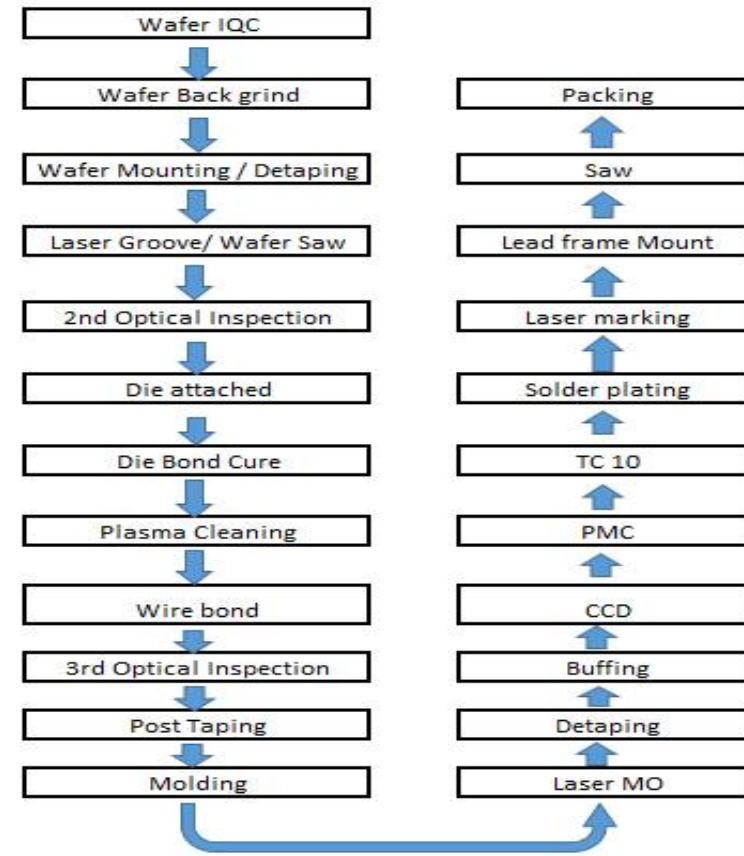 Wafer IQC
Wafer Back grind
Wafer Mounting / Detaping
Laser Groove/ Wafer Saw
2nd Optical Inspection
Die attached
Die Bond Cure
Plasma Cleaning
Wire bond
3rd Optical Inspection
Post Taping
Molding
Laser MO
Detaping
Buffing
CCD
PMC
TC 10
Solder plating
Laser marking
Lead frame Mount
Saw
Packing